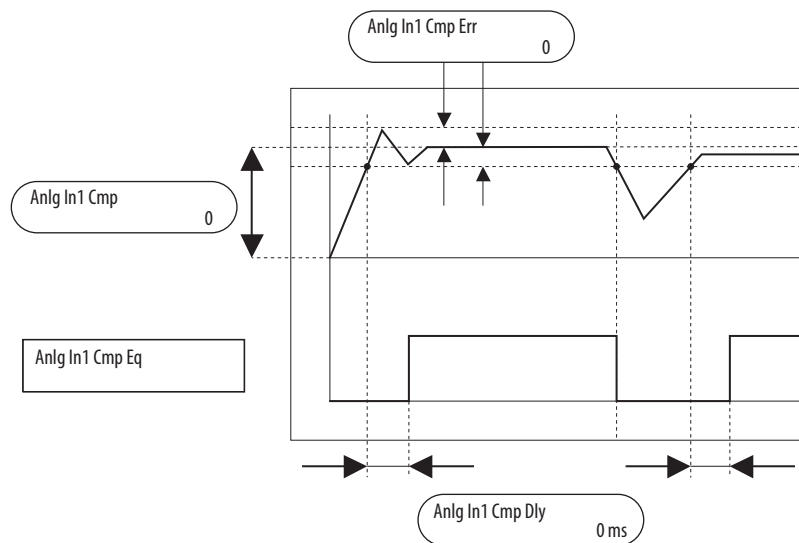 Anlg In1 Cmp Err
0
Anlg In1 Cmp
0
Anlg In1 Cmp Eq
Anlg In1 Cmp Dly
0 ms